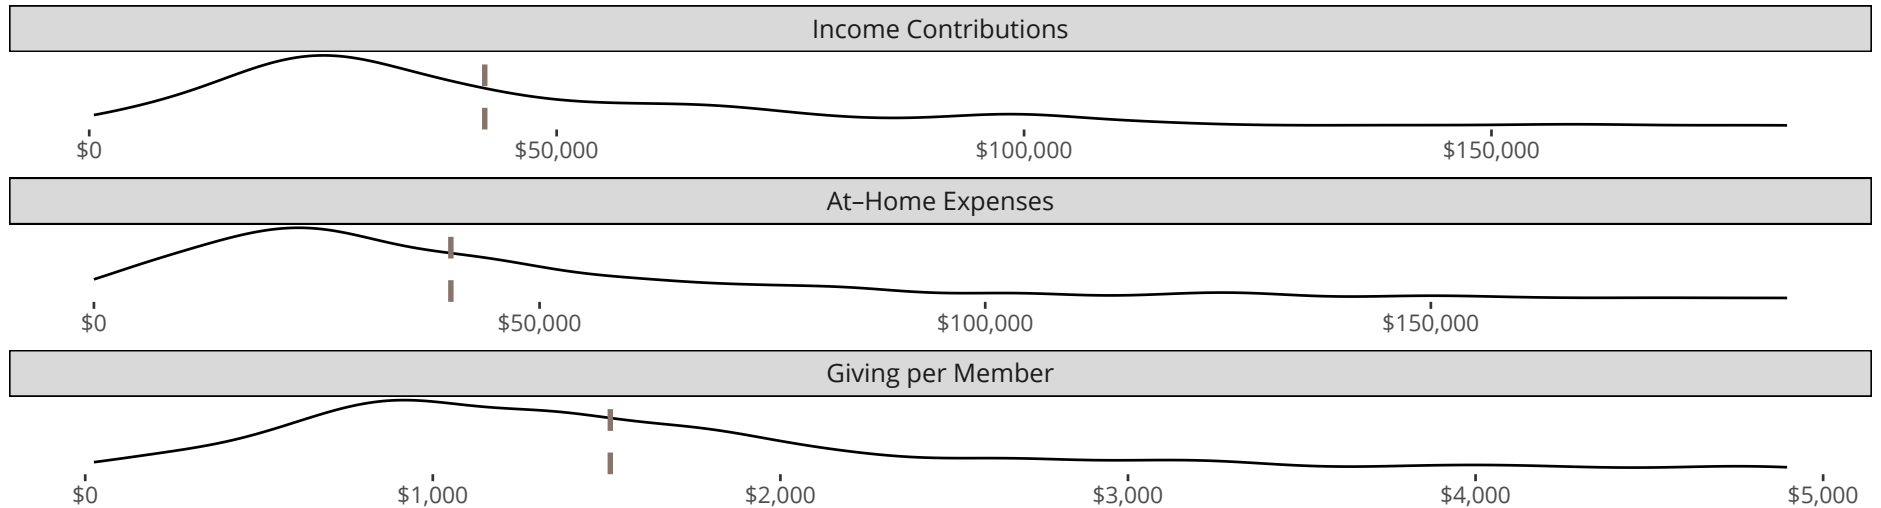 Income Contributions
$0 $50,000 $100,000 $150,000
At–Home Expenses
$0 $50,000 $100,000 $150,000
Giving per Member
$0 $1,000 $2,000 $3,000 $4,000 $5,000